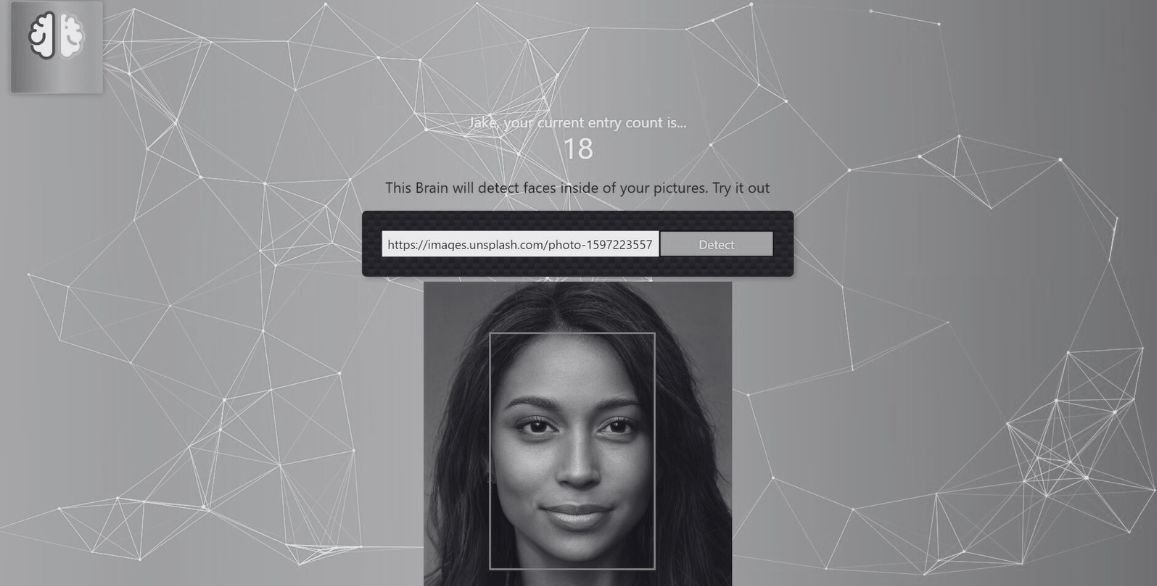 Jake, your current entry count is...
18
This Brain will detect faces inside of your pictures. Try it out
https://images.unsplash.com/photo-1597223557
Detect